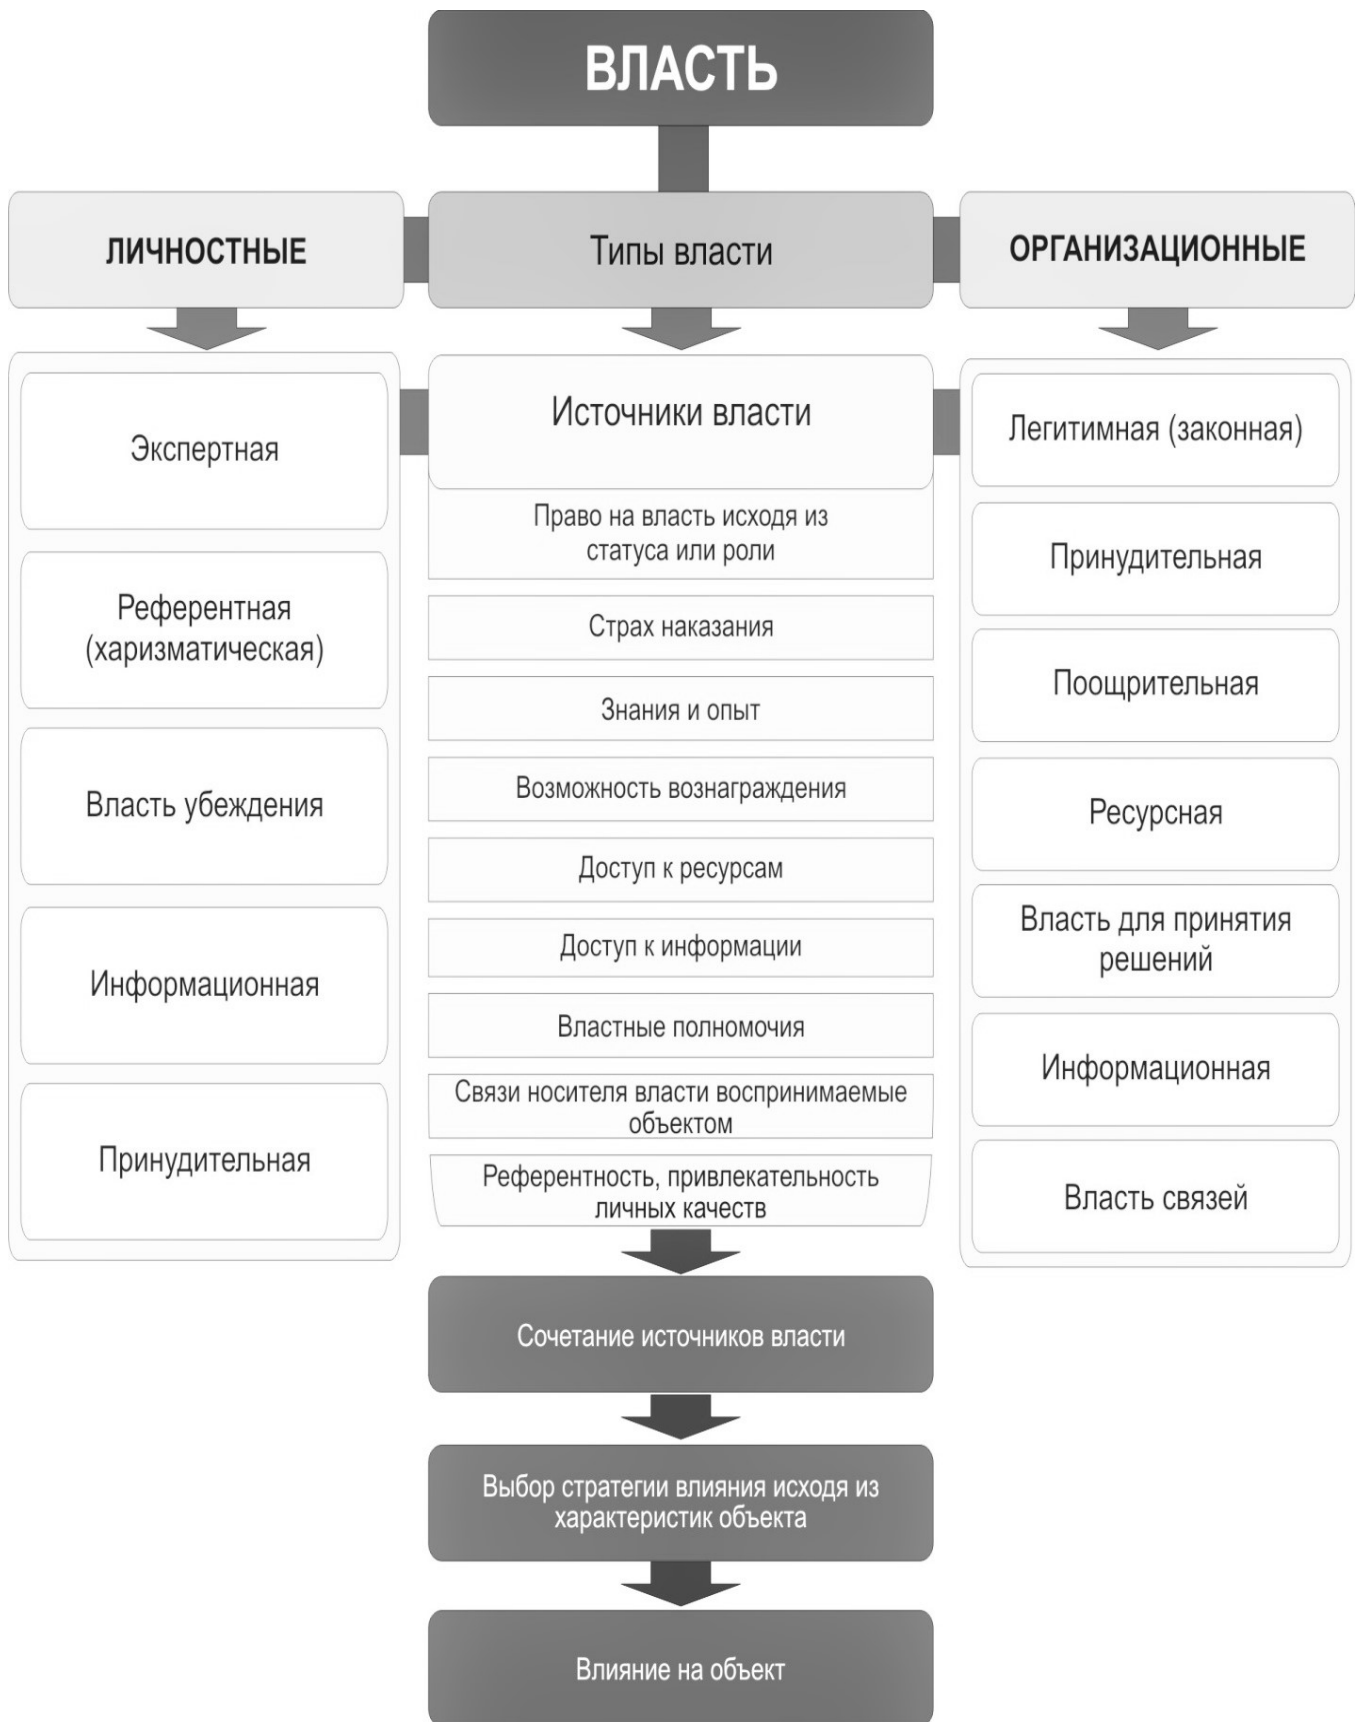 ВЛАСТЬ
ЛИЧНОСТНЫЕ
Типы власти
ОРГАНИЗАЦИОННЫЕ
Экспертная
Референтная
(харизматическая)
Власть убеждения
Информационная
Принудительная
Источники власти
Право на власть исходя из
статуса или роли
Страх наказания
Знания и опыт
Возможность вознаграждения
Доступ к ресурсам
Доступ к информации
Властные полномочия
Связи носителя власти воспринимаемые
объектом
Референтность, привлекательность
личных качеств
Легитимная (законная)
Принудительная
Поощрительная
Ресурсная
Власть для принятия
решений
Информационная
Власть связей
Сочетание источников власти
Выбор стратегии влияния исходя из
характеристик объекта
Влияние на объект